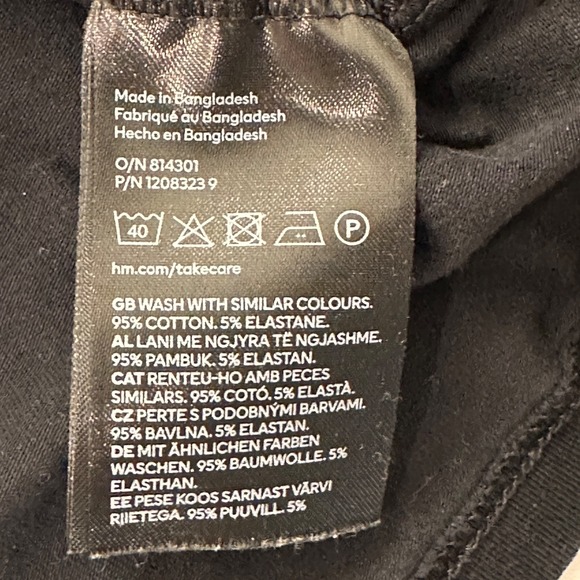 Made in Bangladesh
Fabriqué au Bangladesh
Hecho en Bangladesh
O/N 814301
P/N 1208323 9
40 P
hm.com/takecare
GB WASH WITH SIMILAR COLOURS.
95% COTTON. 5% ELASTANE.
AL LANI ME NGJYRA TË NGJASHME.
95% PAMBUK. 5% ELASTAN.
CAT RENTEU-HO AMB PECES
SIMILARS. 95% COTÓ. 5% ELASTÀ.
CZ PERTE S PODOBNÝMI BARVAMI.
95% BAVLNA. 5% ELASTAN.
DE MIT ÄHNLICHEN FARBEN
WASCHEN. 95% BAUMWOLLE. 5%
ELASTHAN.
EE PESE KOOS SARNAST VÄRVI
RIIETEGA. 95% PUUVILL. 5%